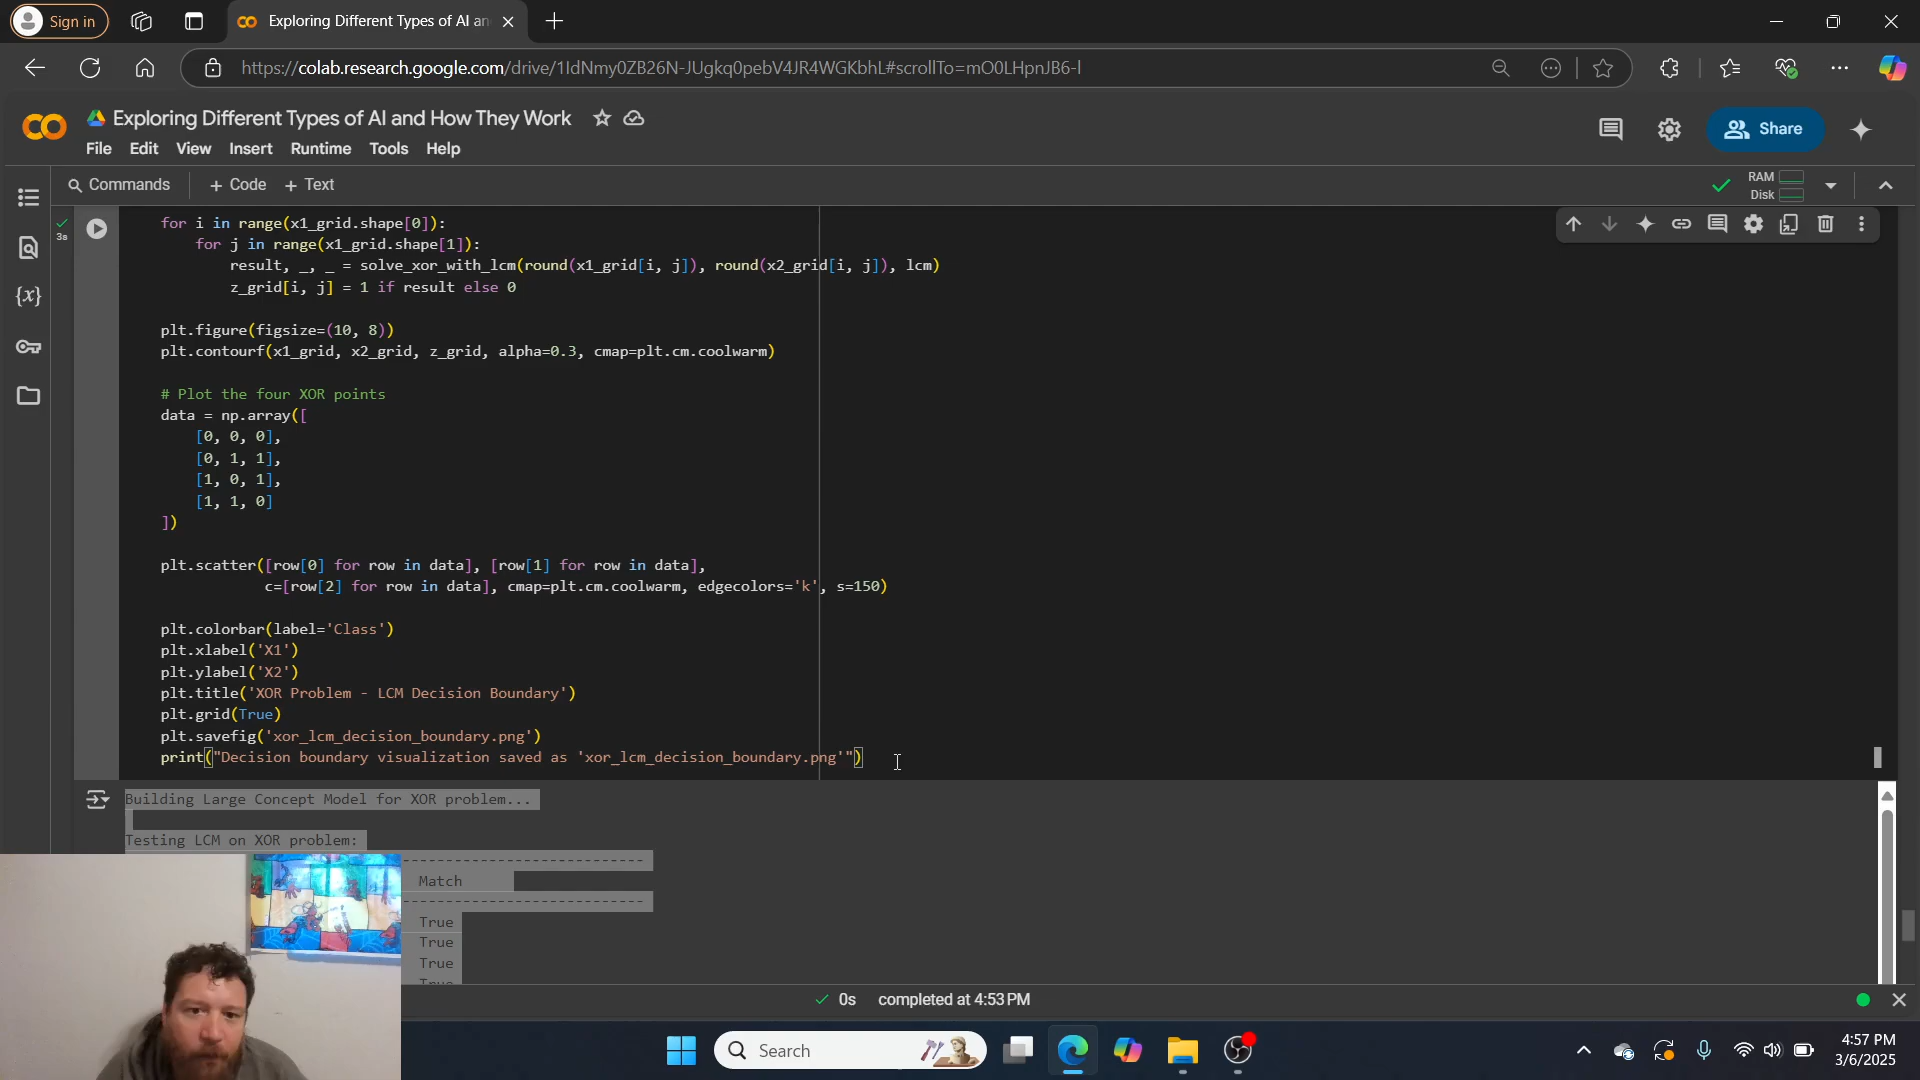 Sign in
Exploring Different Types of AI an
https://colab.research.google.com/drive/1IdNmy0ZB26N-JUgkq0pebV4JR4WGKbhL#scrollTo=mO0LHpnJB6-l
Exploring Different Types of AI and How They Work
File Edit View Insert Runtime Tools Help
Share
Commands + Code + Text
RAM
Disk
3s
for i in range(x1_grid.shape[0]):
for j in range(x1_grid.shape[1]):
result, _, _ = solve_xor_with_lcm(round(x1_grid[i, j]), round(x2_grid[i, j]), lcm)
z_grid[i, j] = 1 if result else 0
plt.figure(figsize=(10, 8))
plt.contourf(x1_grid, x2_grid, z_grid, alpha=0.3, cmap=plt.cm.coolwarm)
# Plot the four XOR points
data = np.array([
[0, 0, 0],
[0, 1, 1],
[1, 0, 1],
[1, 1, 0]
])
plt.scatter([row[0] for row in data], [row[1] for row in data],
c=[row[2] for row in data], cmap=plt.cm.coolwarm, edgecolors='k', s=150)
plt.colorbar(label='Class')
plt.xlabel('X1')
plt.ylabel('X2')
plt.title('XOR Problem - LCM Decision Boundary')
plt.grid(True)
plt.savefig('xor_lcm_decision_boundary.png')
print("Decision boundary visualization saved as 'xor_lcm_decision_boundary.png'")
Building Large Concept Model for XOR problem...
Testing LCM on XOR problem:
-----------------------------
Match
-----------------------------
True
True
True
True
0s completed at 4:53 PM
Search
4:57 PM
3/6/2025